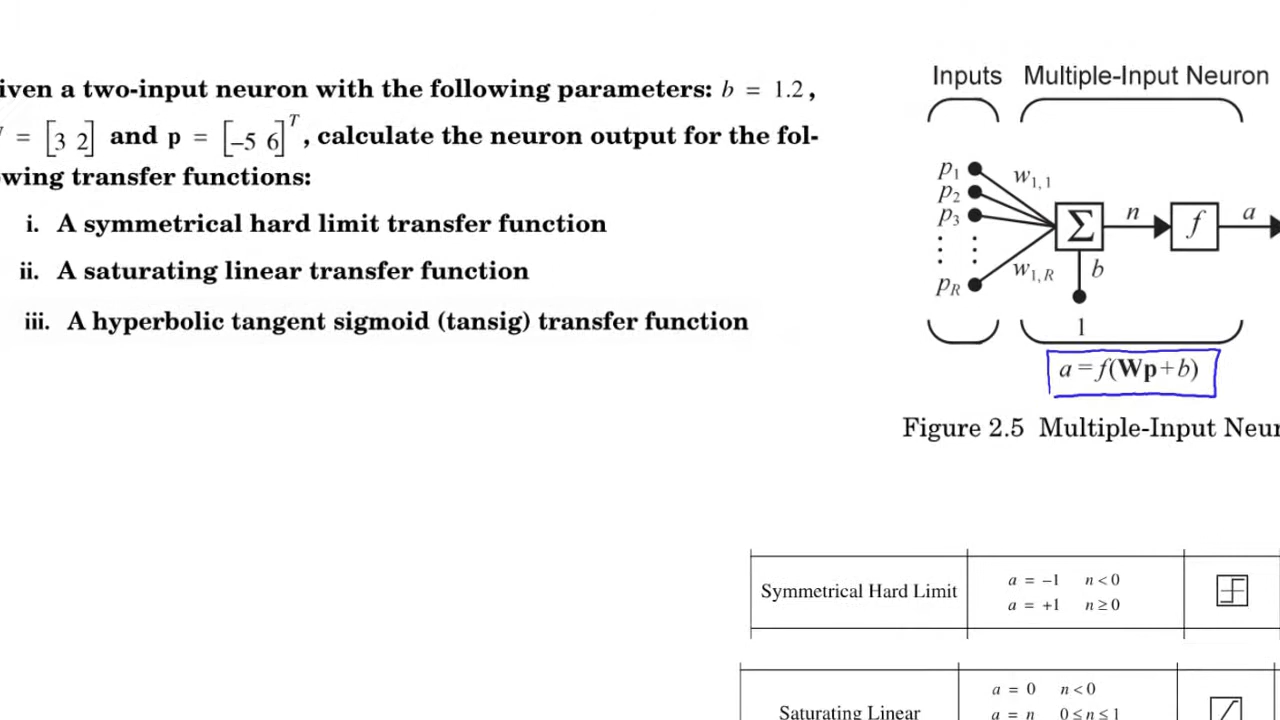 iven a two-input neuron with the following parameters: b = 1.2 ,
= [3 2] and p = [–5 6]ᵀ , calculate the neuron output for the fol-
wing transfer functions:
i. A symmetrical hard limit transfer function
ii. A saturating linear transfer function
iii. A hyperbolic tangent sigmoid (tansig) transfer function
Inputs Multiple-Input Neuron
p₁
p₂
p₃
p_R
w₁,₁
w₁,R
Σ n f a
b
1
a = f(Wp + b)
Figure 2.5 Multiple-Input Neur
Symmetrical Hard Limit
a = –1 n < 0
a = +1 n ≥ 0
Saturating Linear
a = 0 n < 0
a = n 0 ≤ n ≤ 1